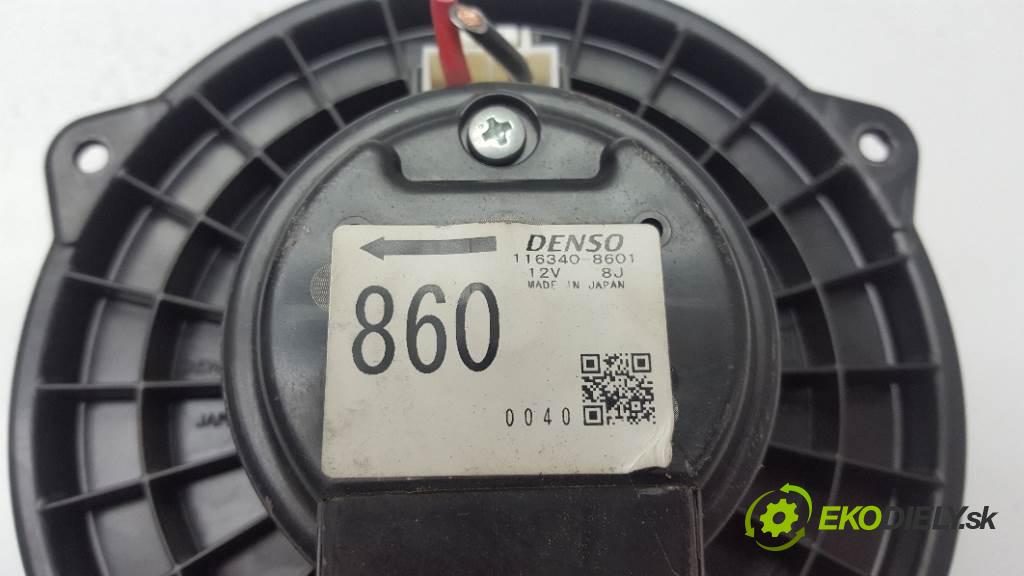 DENSO
116340-8601
12V 8J
MADE IN JAPAN
860
0040
EKODIELY.sk